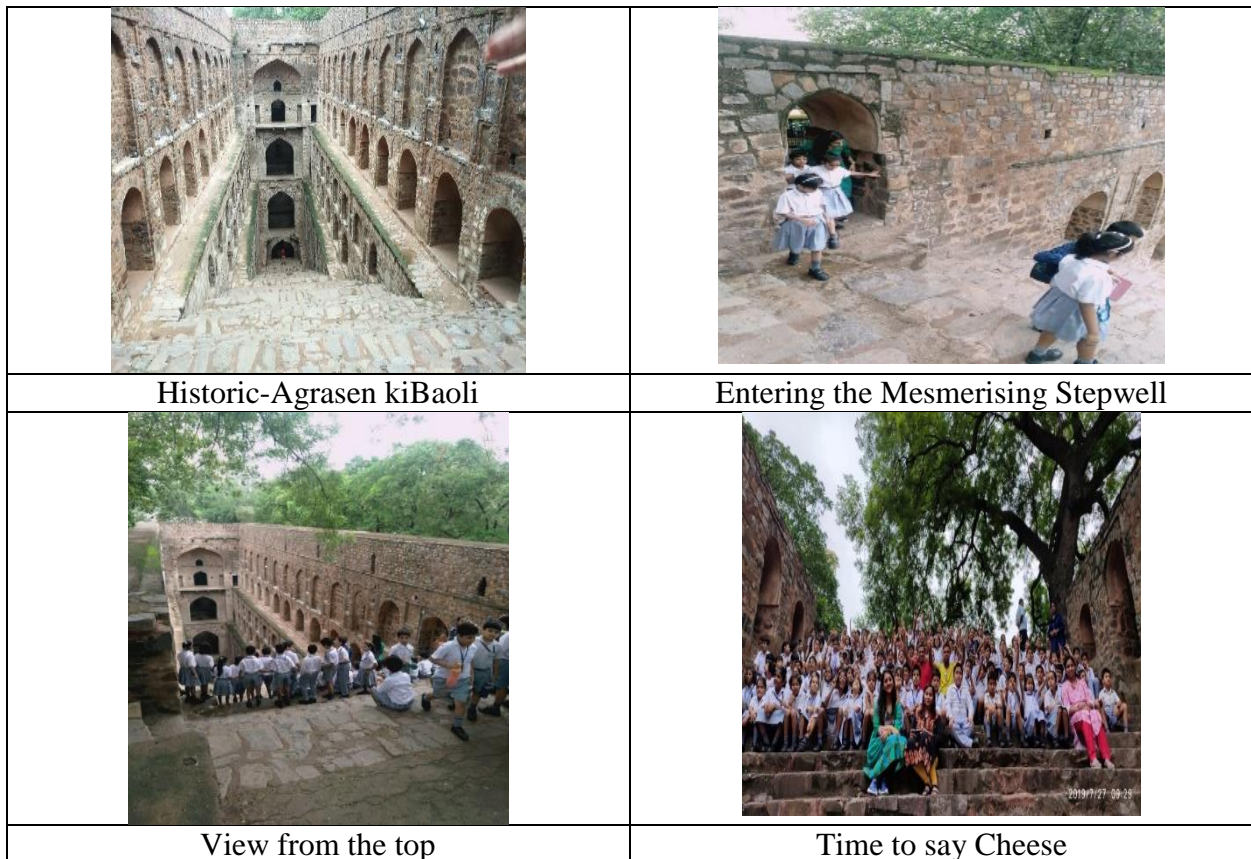 Historic-Agrasen kiBaoli
Entering the Mesmerising Stepwell
2019/7/27 09:29
View from the top
Time to say Cheese